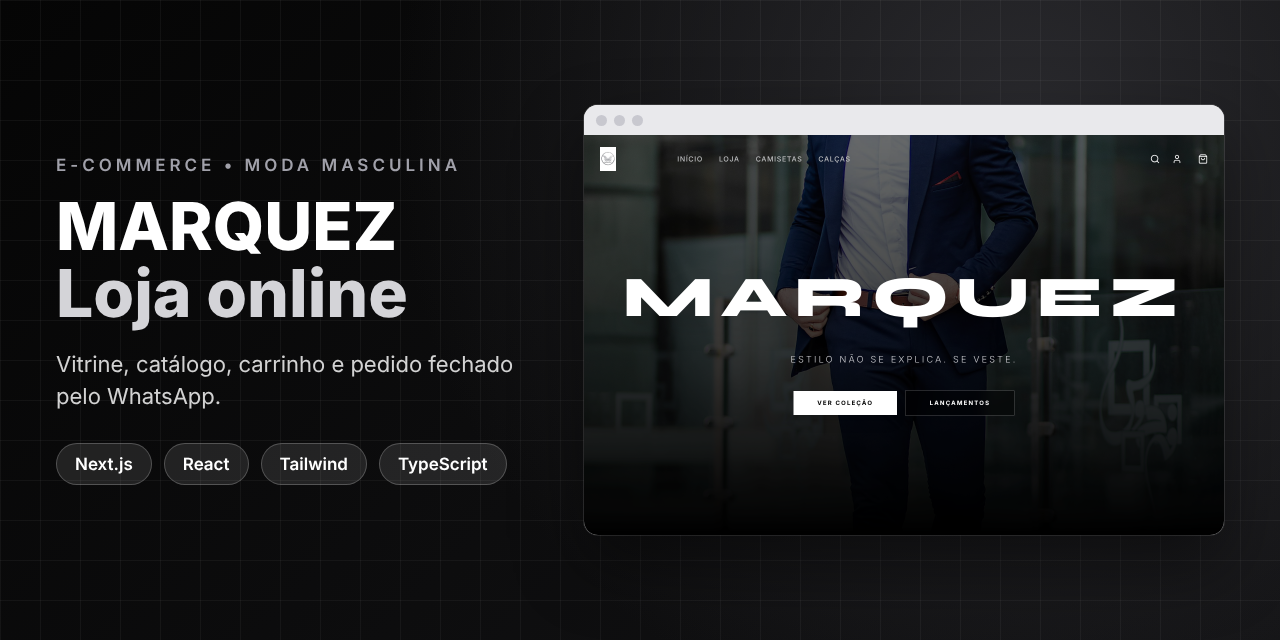 E-COMMERCE • MODA MASCULINA
MARQUEZ
Loja online
Vitrine, catálogo, carrinho e pedido fechado
pelo WhatsApp.
Next.js React Tailwind TypeScript
INÍCIO LOJA CAMISETAS CALÇAS
MARQUEZ
ESTILO NÃO SE EXPLICA. SE VESTE.
VER COLEÇÃO LANÇAMENTOS